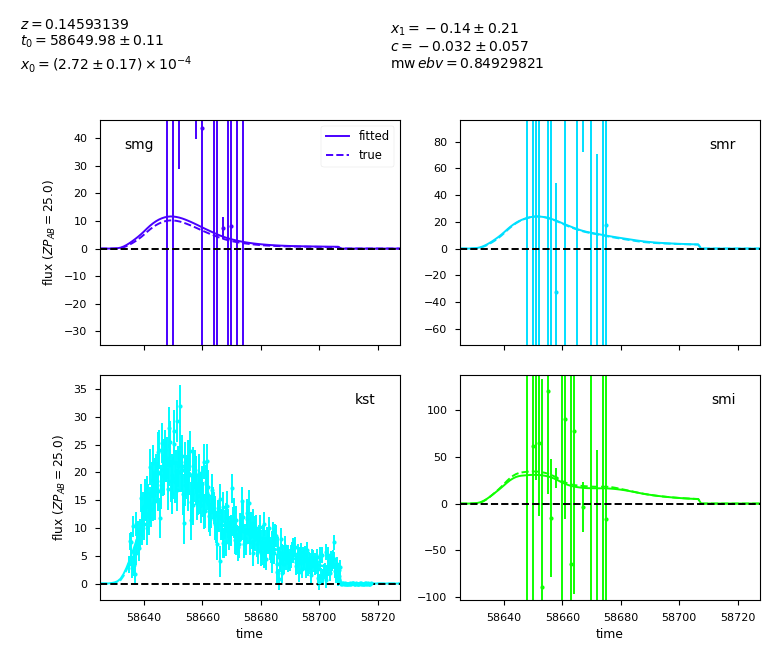 z = 0.14593139
t₀ = 58649.98 ± 0.11
x₀ = (2.72 ± 0.17) × 10⁻⁴
x₁ = −0.14 ± 0.21
c = −0.032 ± 0.057
mw ebv = 0.84929821
smg
fitted
true
40
30
20
10
0
−10
−20
−30
flux (ZP_AB = 25.0)
smr
80
60
40
20
0
−20
−40
−60
kst
35
30
25
20
15
10
5
0
flux (ZP_AB = 25.0)
58640 58660 58680 58700 58720
time
smi
100
50
0
−50
−100
58640 58660 58680 58700 58720
time